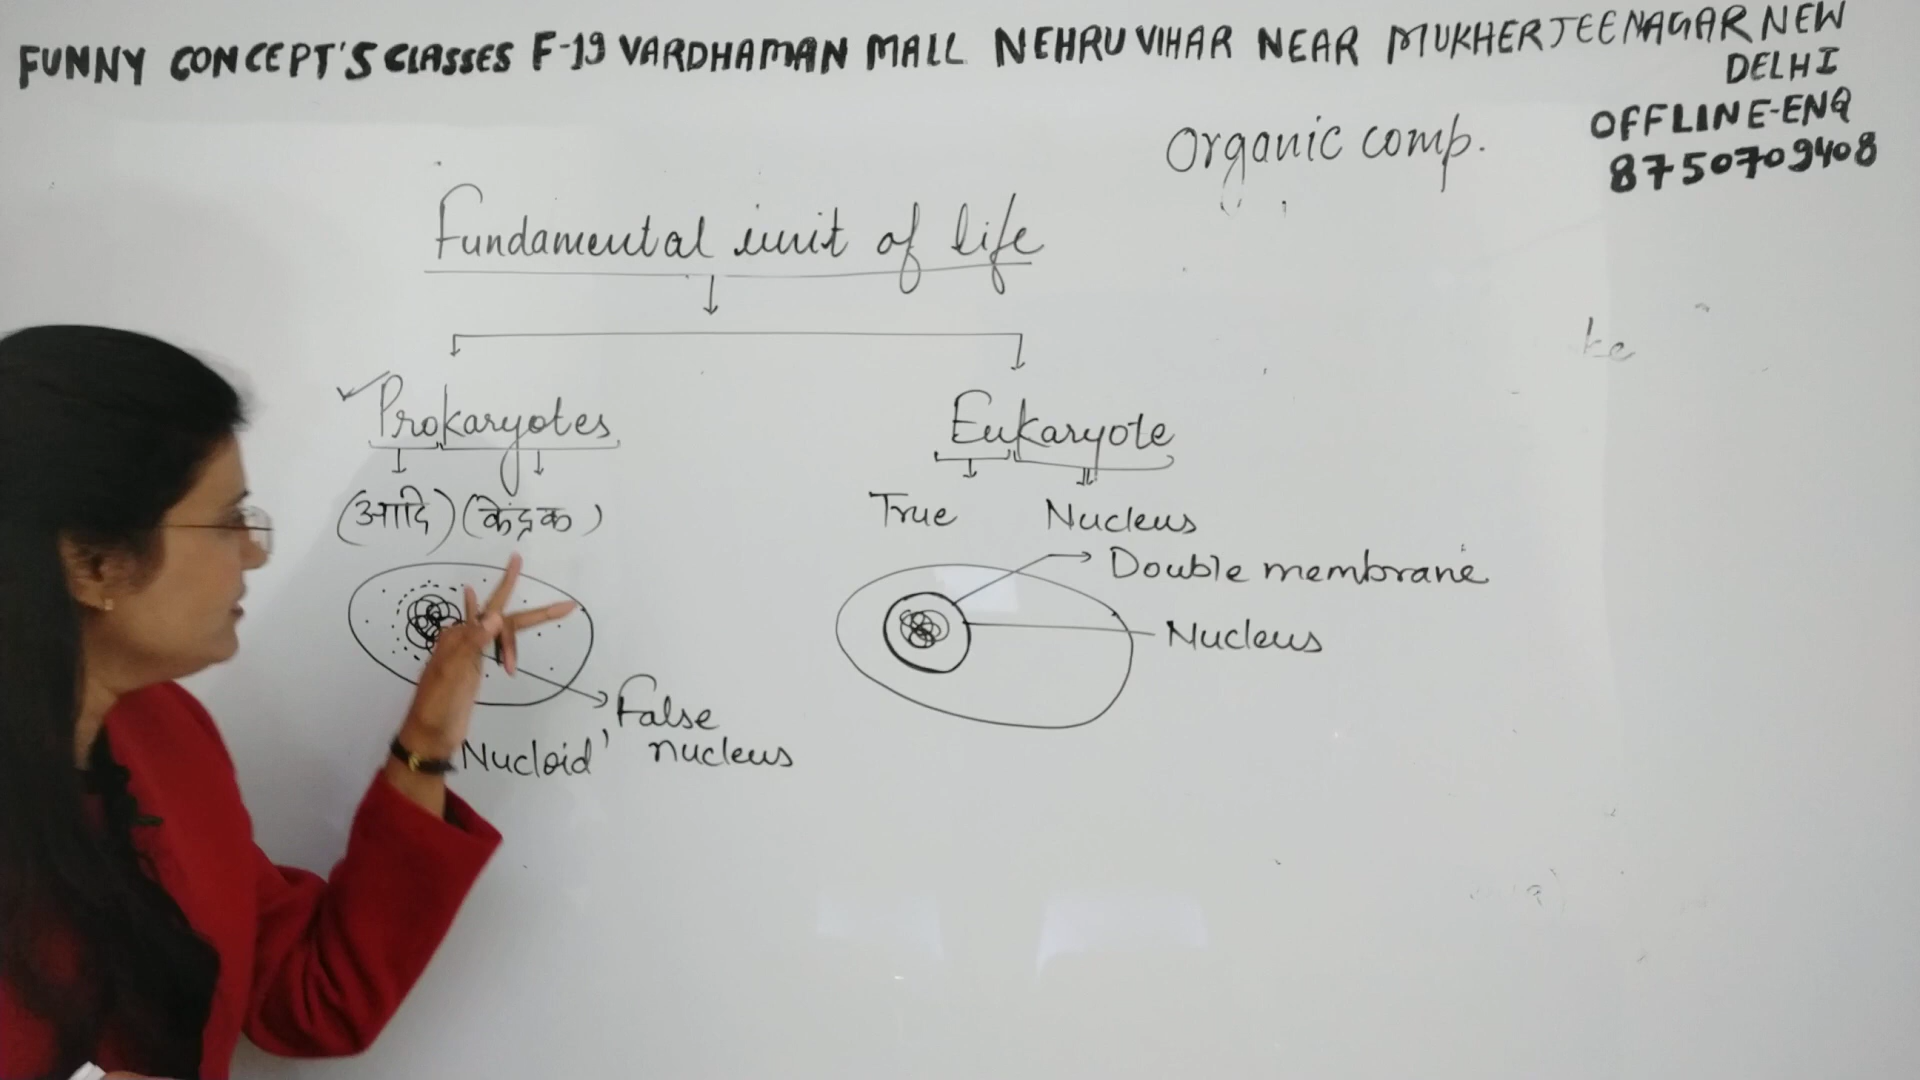 FUNNY CONCEPT'S CLASSES F-19 VARDHAMAN MALL NEHRU VIHAR NEAR MUKHERJEENAGAR NEW
DELHI
OFFLINE-ENQ
8750709408
Organic comp.
Fundamental unit of life
ke
Prokaryotes
Eukaryote
(आदि) (केंद्रक)
True Nucleus
Double membrane
Nucleus
False
Nucloid' nucleus